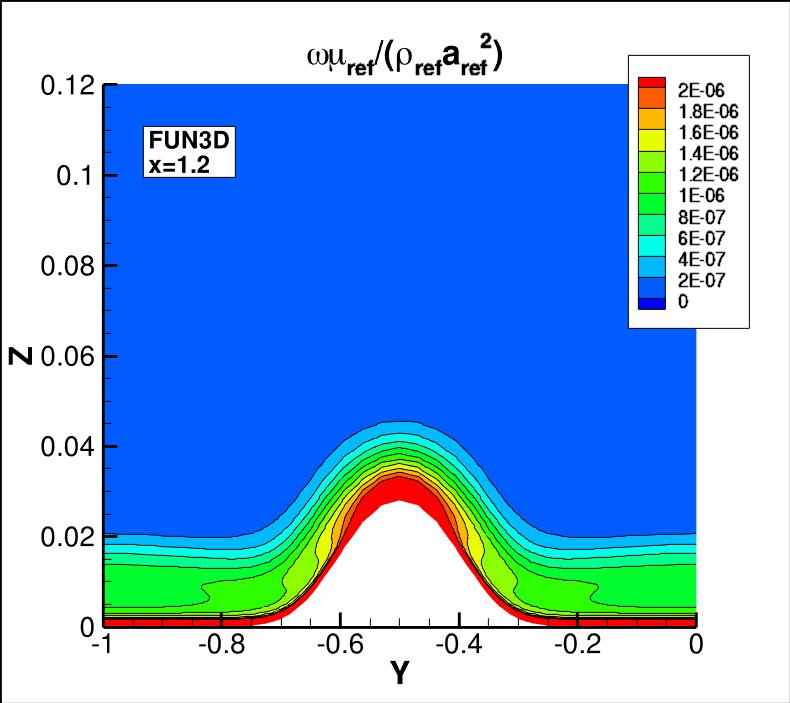 ωμref/(ρrefaref²)
0.12
0.1
0.08
0.06
0.04
0.02
0
Z
FUN3D
x=1.2
2E-06
1.8E-06
1.6E-06
1.4E-06
1.2E-06
1E-06
8E-07
6E-07
4E-07
2E-07
0
-1 -0.8 -0.6 -0.4 -0.2 0
Y